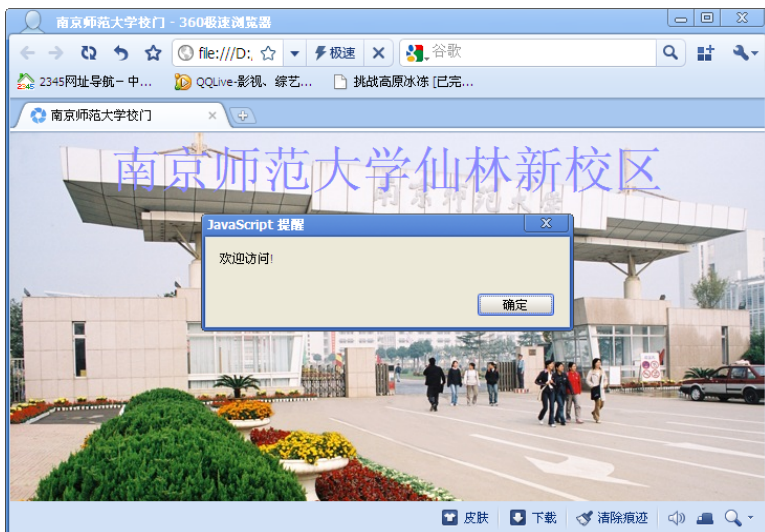 南京师范大学校门 - 360极速浏览器
file:///D:,
极速
谷歌
2345网址导航－中...
QQLive-影视、综艺...
挑战高原冰冻 [已完...
南京师范大学校门
南京师范大学仙林新校区
JavaScript 提醒
欢迎访问!
确定
皮肤
下载
清除痕迹